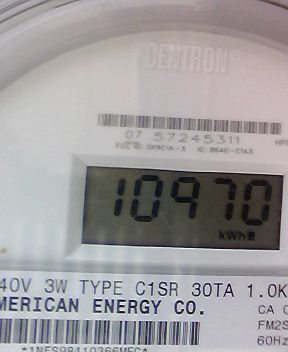 CENTRON®
07 57245311
10970
kWh
40V 3W TYPE C1SR 30TA 1.0K
MERICAN ENERGY CO.
CA
FM2S
60Hz